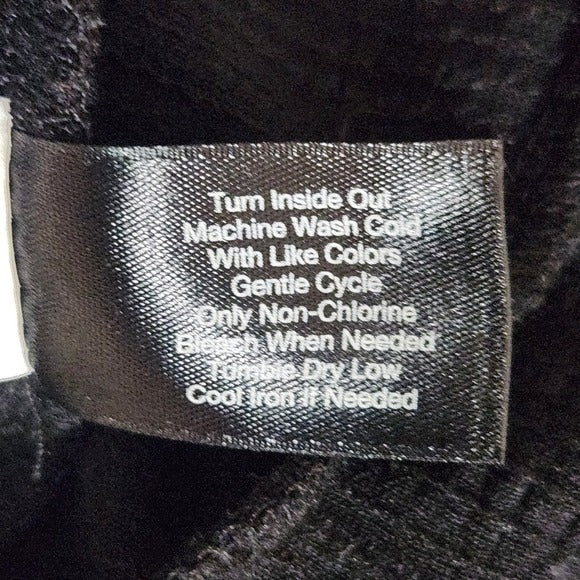 Turn Inside Out
Machine Wash Cold
With Like Colors
Gentle Cycle
Only Non-Chlorine
Bleach When Needed
Tumble Dry Low
Cool Iron If Needed